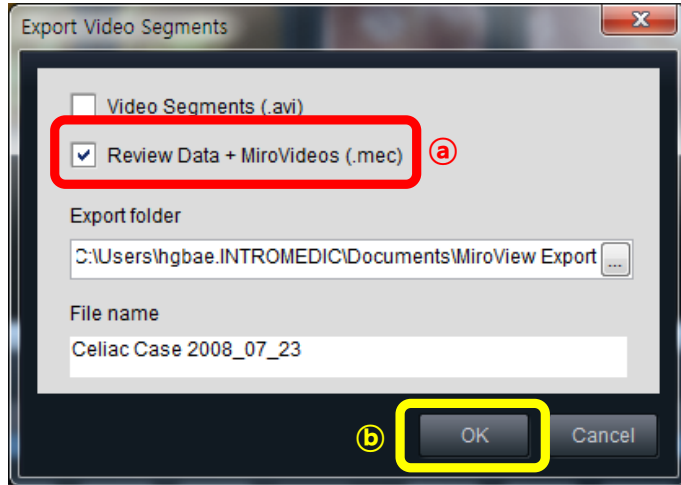 Export Video Segments
Video Segments (.avi)
Review Data + MiroVideos (.mec)
ⓐ
Export folder
C:\Users\hgbae.INTROMEDIC\Documents\MiroView Export
...
File name
Celiac Case 2008_07_23
ⓑ
OK
Cancel